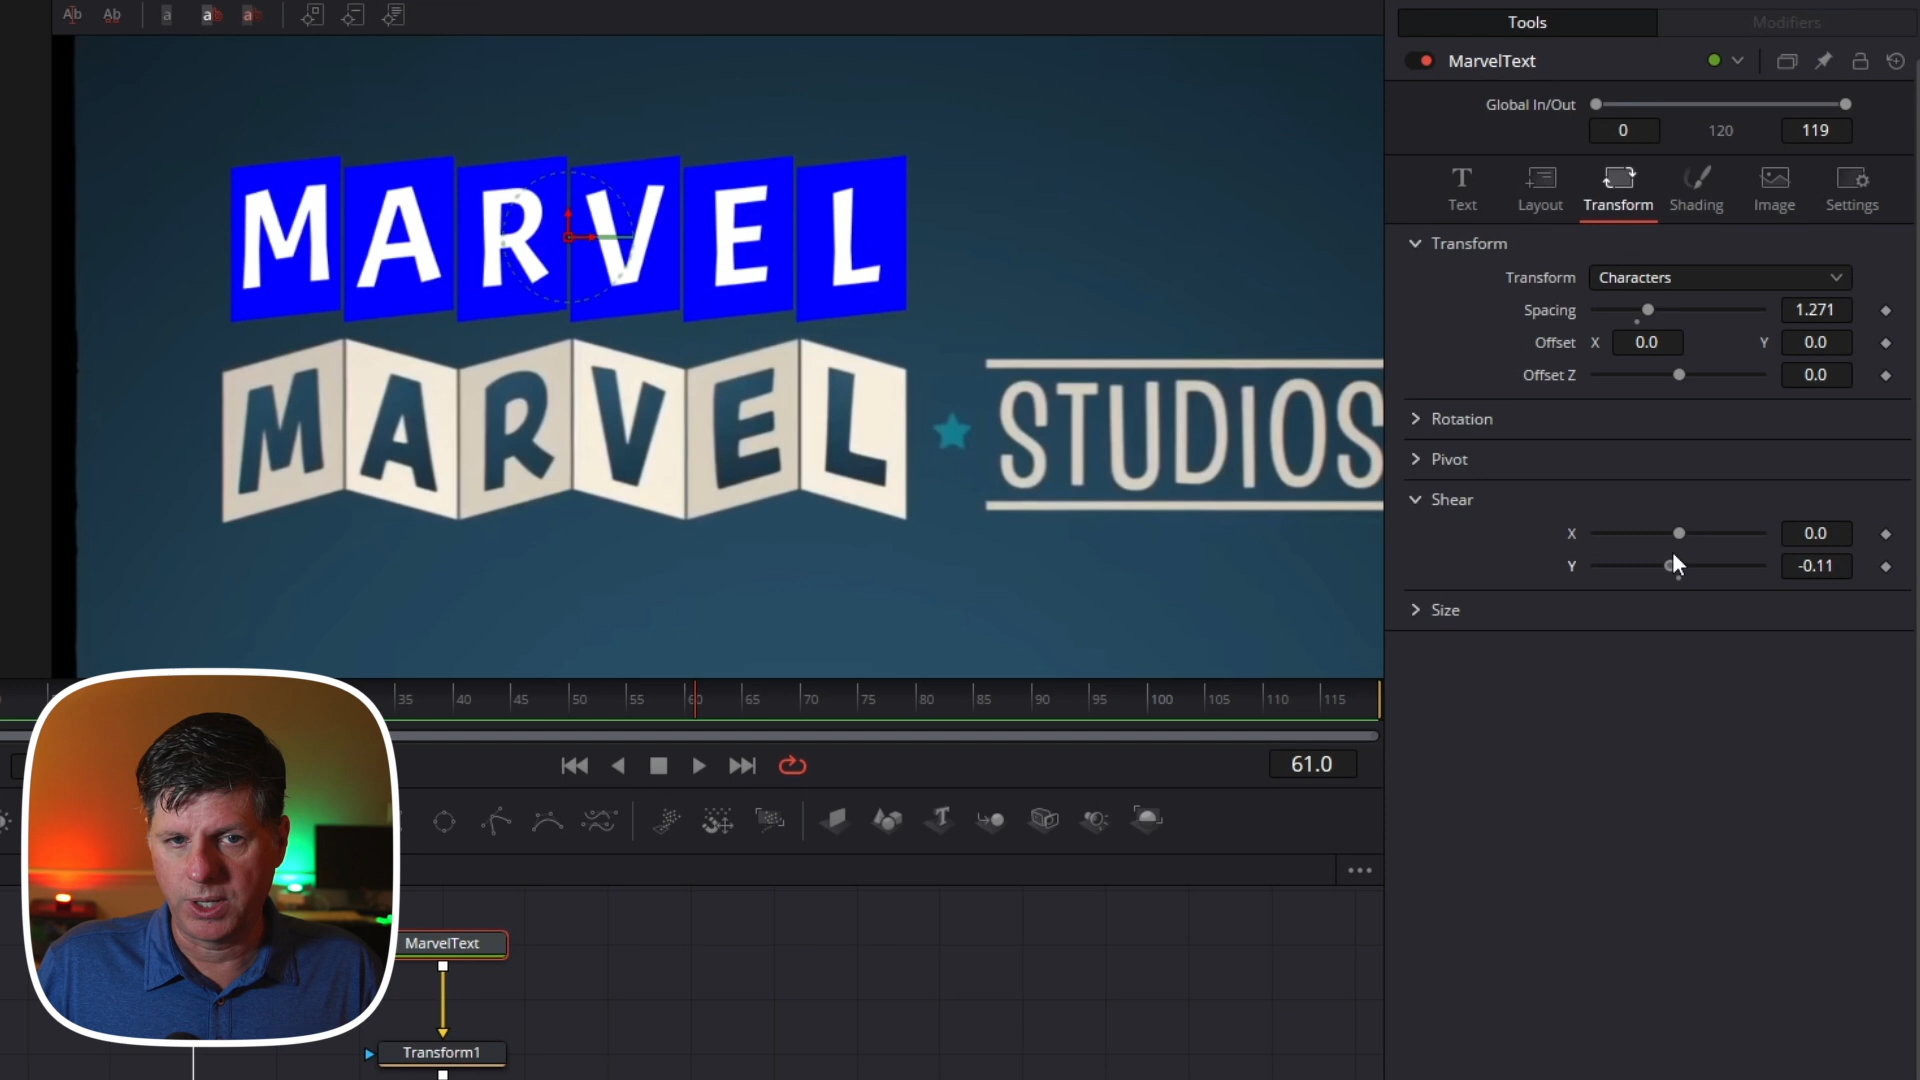 Ab Ab a ab ab
Tools Modifiers
MarvelText
Global In/Out
0 120 119
Text Layout Transform Shading Image Settings
Transform
Transform Characters
Spacing 1.271
Offset X 0.0 Y 0.0
Offset Z 0.0
Rotation
Pivot
Shear
X 0.0
Y -0.11
Size
MARVEL
MARVEL STUDIOS
35 40 45 50 55 60 65 70 75 80 85 90 95 100 105 110 115
61.0
MarvelText
Transform1